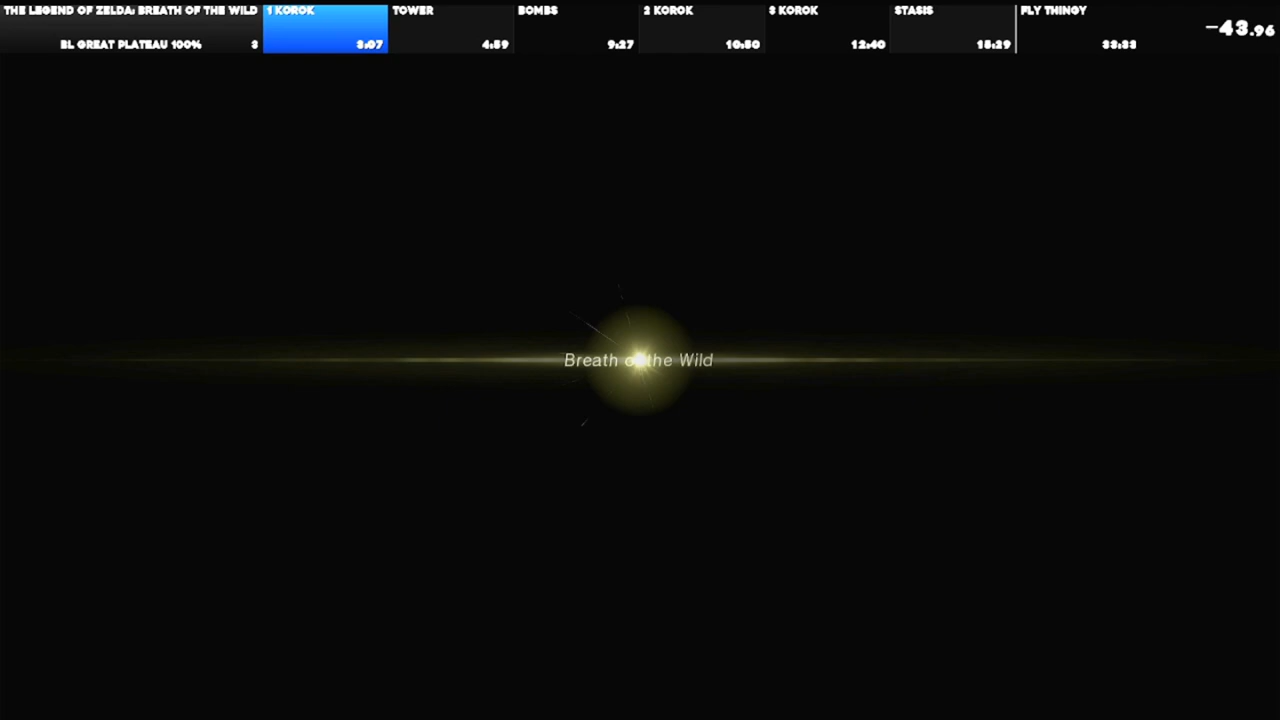 THE LEGEND OF ZELDA: BREATH OF THE WILD
BL GREAT PLATEAU 100% 3
1 KOROK
3:07
TOWER
4:59
BOMBS
9:27
2 KOROK
10:50
3 KOROK
12:40
STASIS
15:29
FLY THINGY
33:33
−43.96
Breath of the Wild